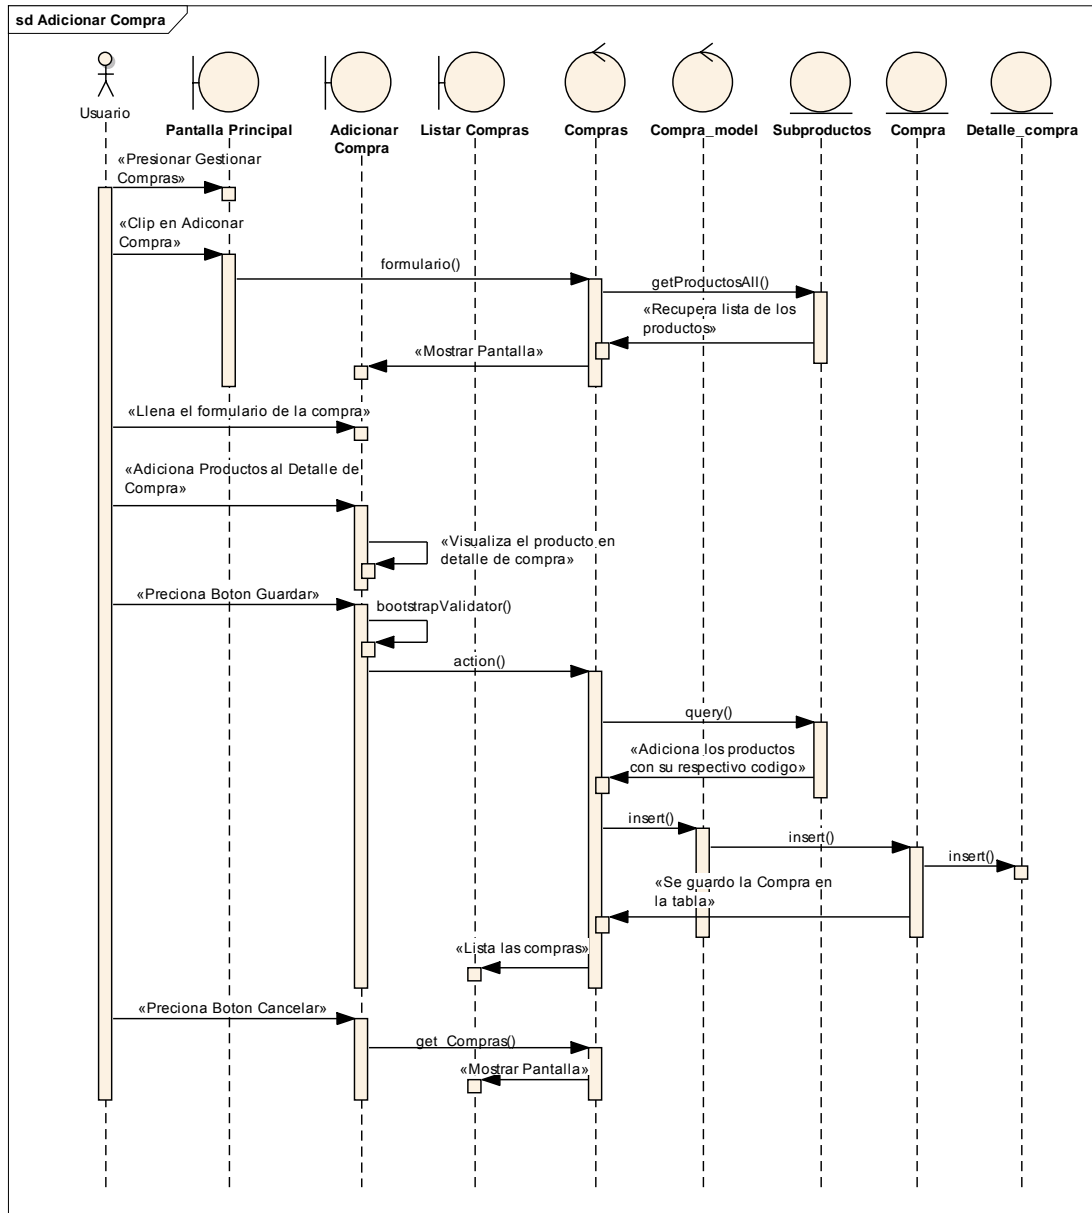 sd Adicionar Compra
Usuario
Pantalla Principal
Adicionar
Compra
Listar Compras
Compras
Compra_model
Subproductos
Compra
Detalle_compra
«Presionar Gestionar
Compras»
«Clip en Adiconar
Compra»
formulario()
getProductosAll()
«Recupera lista de los
productos»
«Mostrar Pantalla»
«Llena el formulario de la compra»
«Adiciona Productos al Detalle de
Compra»
«Visualiza el producto en
detalle de compra»
«Preciona Boton Guardar»
bootstrapValidator()
action()
query()
«Adiciona los productos
con su respectivo codigo»
insert()
insert()
insert()
«Se guardo la Compra en
la tabla»
«Lista las compras»
«Preciona Boton Cancelar»
get_Compras()
«Mostrar Pantalla»